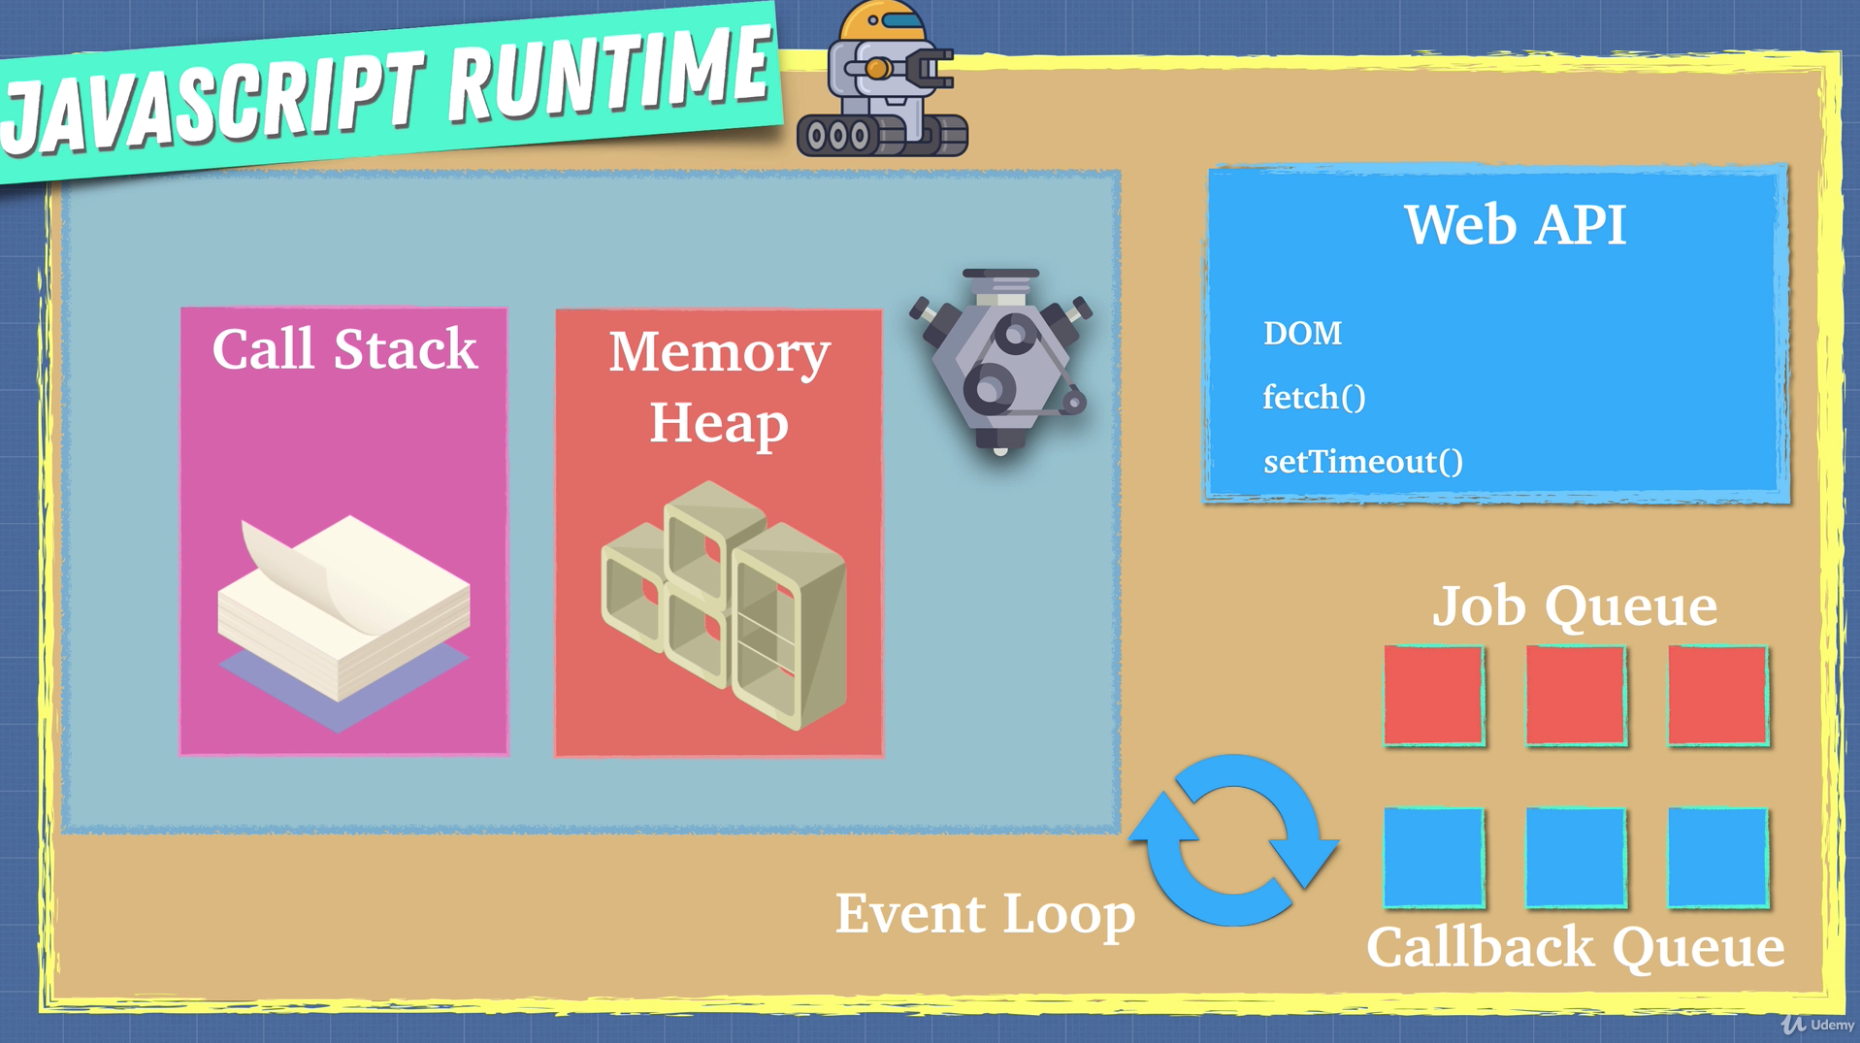 JAVASCRIPT RUNTIME
Call Stack
Memory
Heap
Web API
DOM
fetch()
setTimeout()
Job Queue
Event Loop
Callback Queue
Udemy